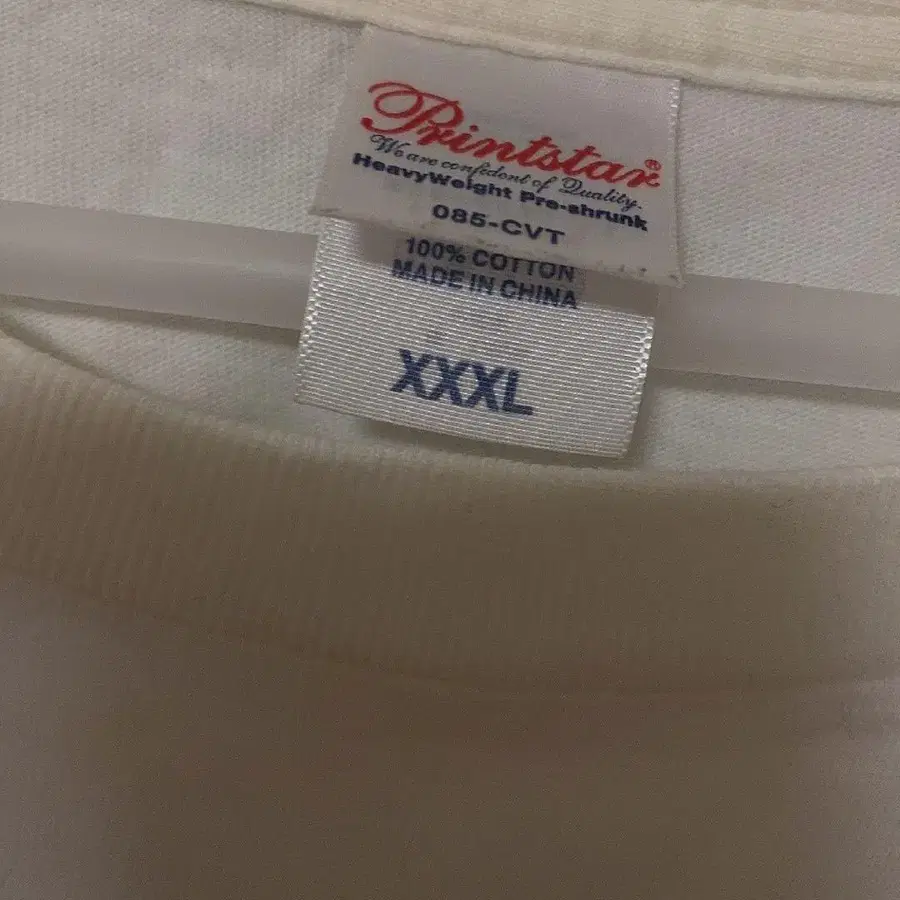 Printstar®
We are confident of Quality.
HeavyWeight Pre-shrunk
085-CVT
100% COTTON
MADE IN CHINA
XXXL